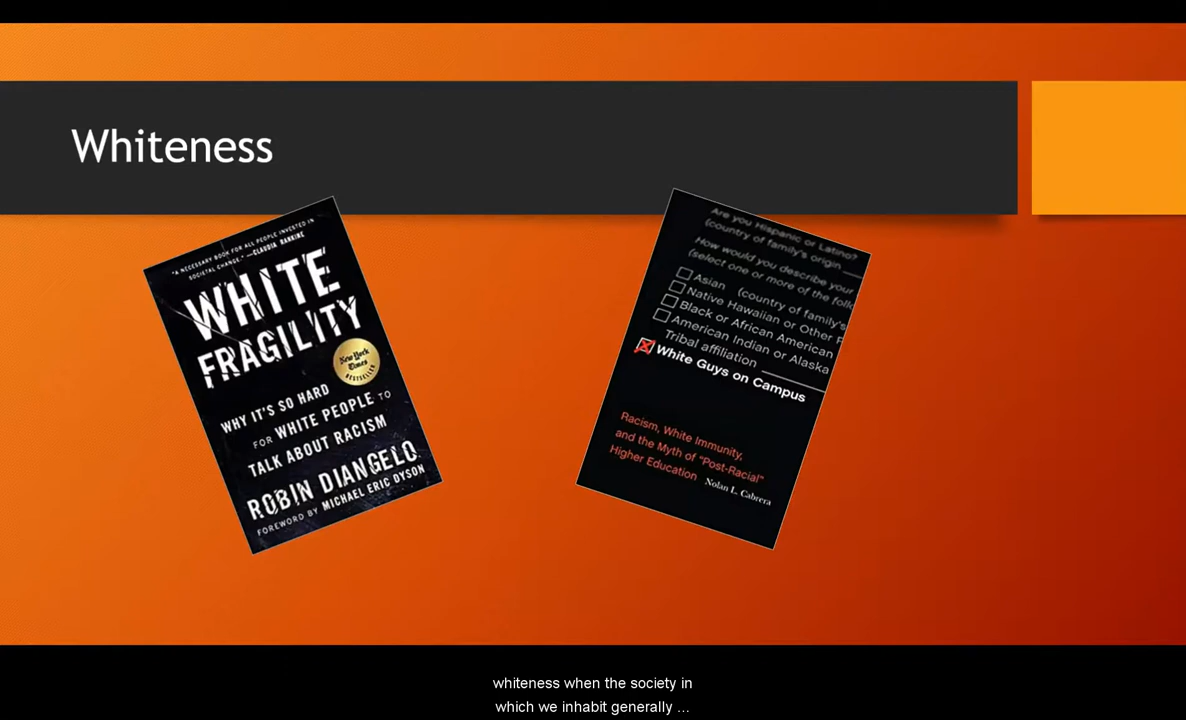 Whiteness
"A NECESSARY BOOK FOR ALL PEOPLE INVESTED IN
SOCIETAL CHANGE." —CLAUDIA RANKINE
WHITE
FRAGILITY
New York
Times
BESTSELLER
WHY IT'S SO HARD
FOR WHITE PEOPLE TO
TALK ABOUT RACISM
ROBIN DIANGELO
FOREWORD BY MICHAEL ERIC DYSON
Are you Hispanic or Latino?
(country of family's origin
How would you describe your
(select one or more of the
Asian (country of family's
Native Hawaiian or Other
Black or African American
American Indian or Alaska
Tribal affiliation
White Guys on Campus
Racism, White Immunity,
and the Myth of "Post-Racial"
Higher Education
Nolan L. Cabrera
whiteness when the society in
which we inhabit generally ...